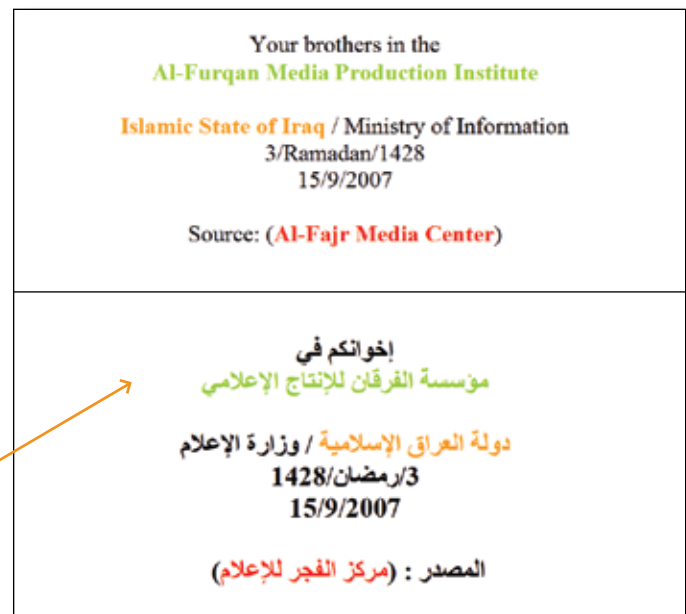 Your brothers in the
Al-Furqan Media Production Institute
Islamic State of Iraq / Ministry of Information
3/Ramadan/1428
15/9/2007
Source: (Al-Fajr Media Center)
إخوانكم في
مؤسسة الفرقان للإنتاج الإعلامي
دولة العراق الإسلامية / وزارة الإعلام
3/رمضان/1428
15/9/2007
المصدر : (مركز الفجر للإعلام)